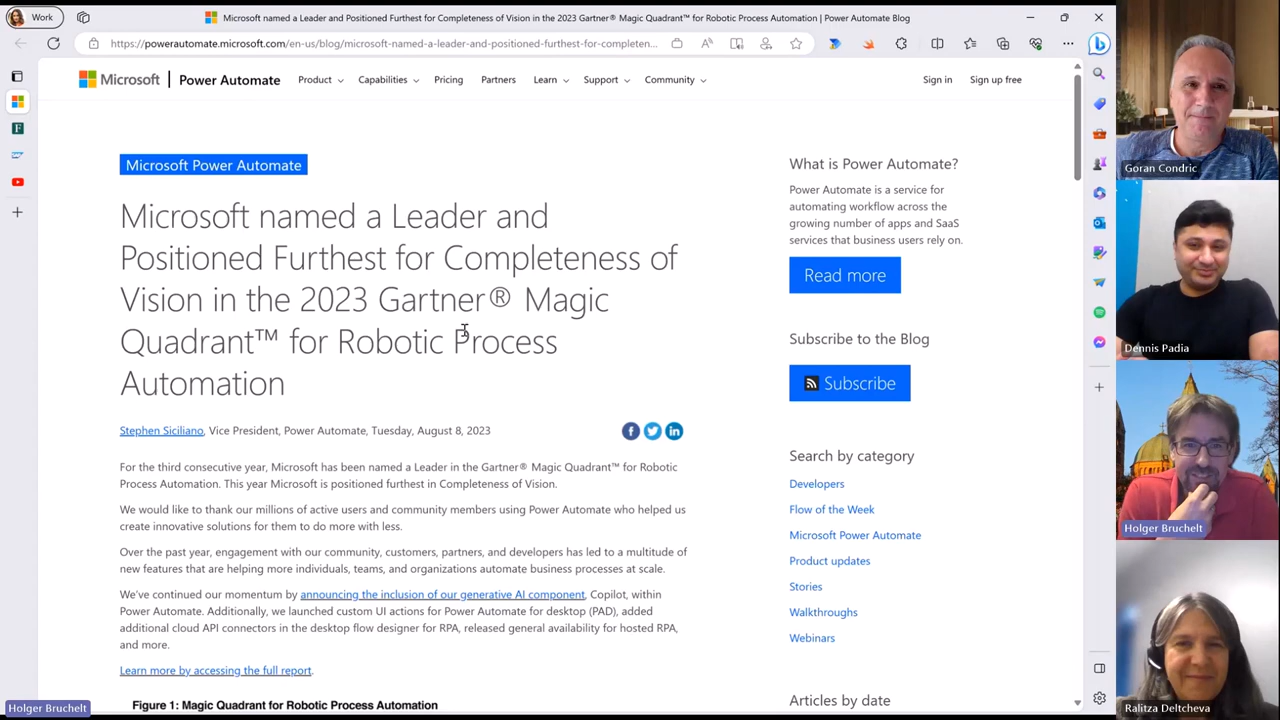 Work
Microsoft named a Leader and Positioned Furthest for Completeness of Vision in the 2023 Gartner® Magic Quadrant™ for Robotic Process Automation | Power Automate Blog
https://powerautomate.microsoft.com/en-us/blog/microsoft-named-a-leader-and-positioned-furthest-for-completen...
Microsoft | Power Automate
Product
Capabilities
Pricing
Partners
Learn
Support
Community
Sign in
Sign up free
Microsoft Power Automate
Microsoft named a Leader and
Positioned Furthest for Completeness of
Vision in the 2023 Gartner® Magic
Quadrant™ for Robotic Process
Automation
Stephen Siciliano, Vice President, Power Automate, Tuesday, August 8, 2023
For the third consecutive year, Microsoft has been named a Leader in the Gartner® Magic Quadrant™ for Robotic
Process Automation. This year Microsoft is positioned furthest in Completeness of Vision.
We would like to thank our millions of active users and community members using Power Automate who helped us
create innovative solutions for them to do more with less.
Over the past year, engagement with our community, customers, partners, and developers has led to a multitude of
new features that are helping more individuals, teams, and organizations automate business processes at scale.
We've continued our momentum by announcing the inclusion of our generative AI component, Copilot, within
Power Automate. Additionally, we launched custom UI actions for Power Automate for desktop (PAD), added
additional cloud API connectors in the desktop flow designer for RPA, released general availability for hosted RPA,
and more.
Learn more by accessing the full report.
Figure 1: Magic Quadrant for Robotic Process Automation
What is Power Automate?
Power Automate is a service for
automating workflow across the
growing number of apps and SaaS
services that business users rely on.
Read more
Subscribe to the Blog
Subscribe
Search by category
Developers
Flow of the Week
Microsoft Power Automate
Product updates
Stories
Walkthroughs
Webinars
Articles by date
Goran Condric
Dennis Padia
Holger Bruchelt
Ralitza Deltcheva
Holger Bruchelt